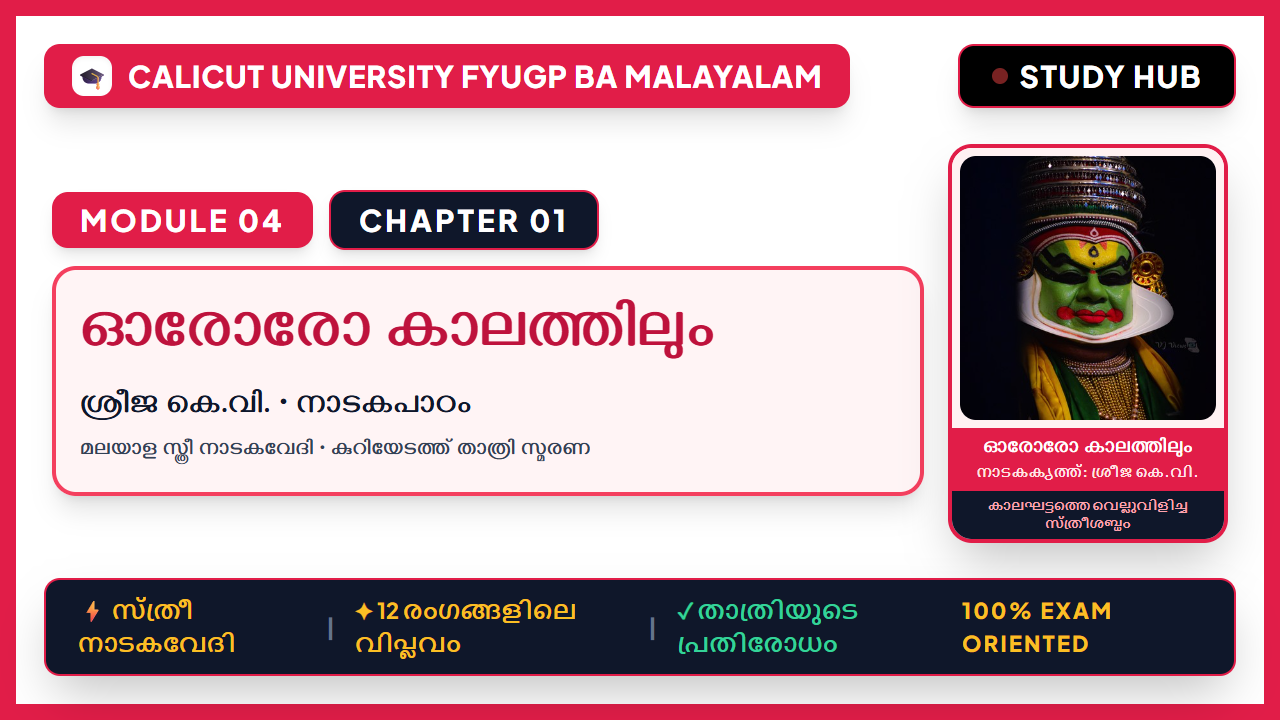 CALICUT UNIVERSITY FYUGP BA MALAYALAM
STUDY HUB
MODULE 04
CHAPTER 01
ഓരോരോ കാലത്തിലും
ശ്രീജ കെ.വി. · നാടകപാഠം
മലയാള സ്ത്രീ നാടകവേദി · കുറിയേടത്ത് താത്രി സ്മരണ
ഓരോരോ കാലത്തിലും
നാടകകൃത്ത്: ശ്രീജ കെ.വി.
കാലഘട്ടത്തെ വെല്ലുവിളിച്ച
സ്ത്രീശബ്ദം
⚡ സ്ത്രീ
നാടകവേദി
|
✦ 12 രംഗങ്ങളിലെ
വിപ്ലവം
|
✓ താത്രിയുടെ
പ്രതിരോധം
100% EXAM
ORIENTED